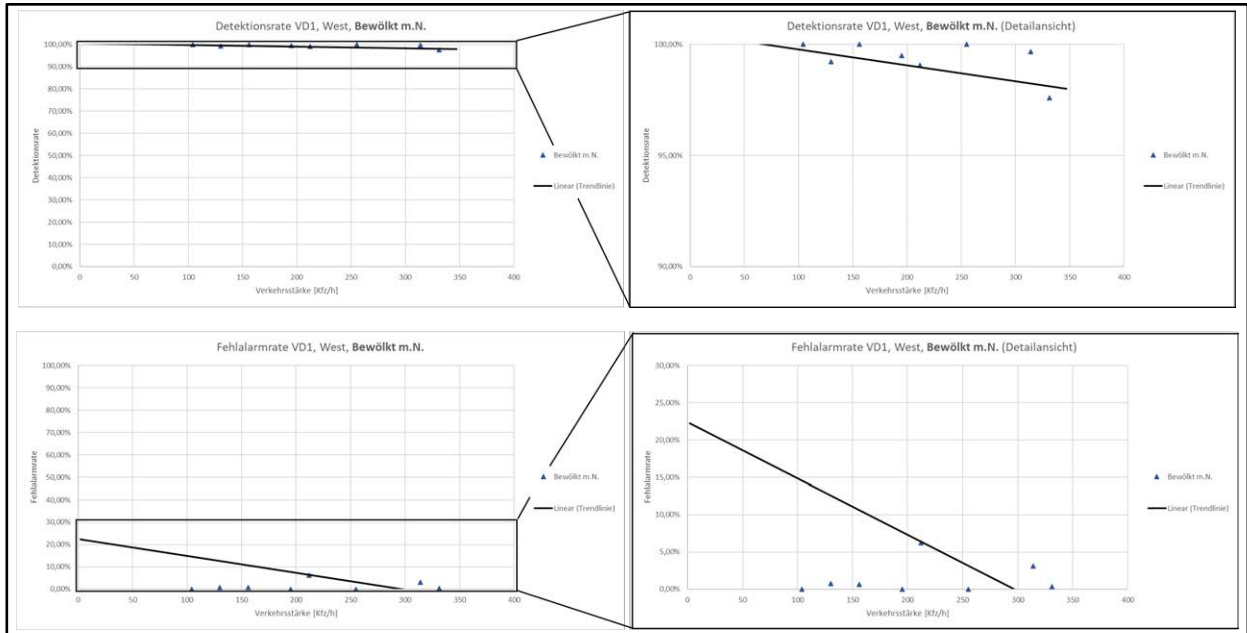 Detektionsrate VD1, West, Bewölkt m.N.
100,00%
90,00%
80,00%
70,00%
60,00%
50,00%
40,00%
30,00%
20,00%
10,00%
0,00%
Detektionsrate
0 50 100 150 200 250 300 350 400
Verkehrsstärke [Kfz/h]
Bewölkt m.N.
Linear (Trendlinie)
Detektionsrate VD1, West, Bewölkt m.N. (Detailansicht)
100,00%
95,00%
90,00%
Detektionsrate
0 50 100 150 200 250 300 350 400
Verkehrsstärke [Kfz/h]
Bewölkt m.N.
Linear (Trendlinie)
Fehlalarmrate VD1, West, Bewölkt m.N.
100,00%
90,00%
80,00%
70,00%
60,00%
50,00%
40,00%
30,00%
20,00%
10,00%
0,00%
Fehlalarmrate
0 50 100 150 200 250 300 350 400
Verkehrsstärke [Kfz/h]
Bewölkt m.N.
Linear (Trendlinie)
Fehlalarmrate VD1, West, Bewölkt m.N. (Detailansicht)
30,00%
25,00%
20,00%
15,00%
10,00%
5,00%
0,00%
Fehlalarmrate
0 50 100 150 200 250 300 350 400
Verkehrsstärke [Kfz/h]
Bewölkt m.N.
Linear (Trendlinie)